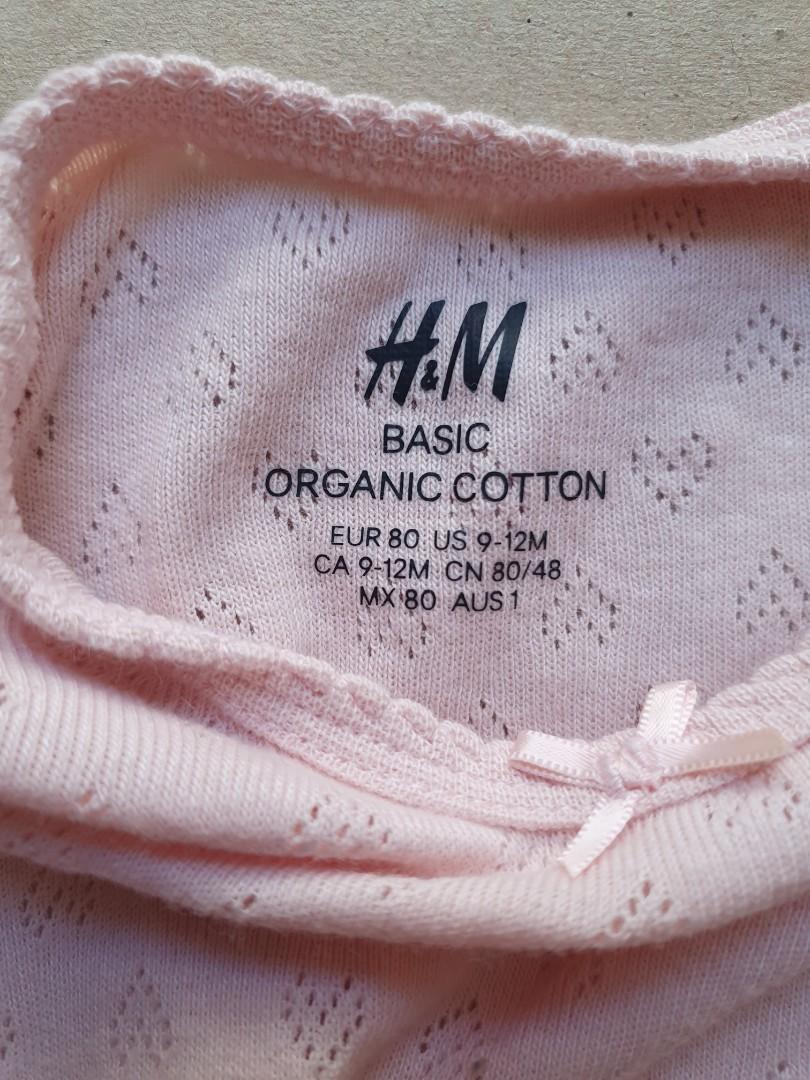 H&M
BASIC
ORGANIC COTTON
EUR 80 US 9-12M
CA 9-12M CN 80/48
MX 80 AUS 1